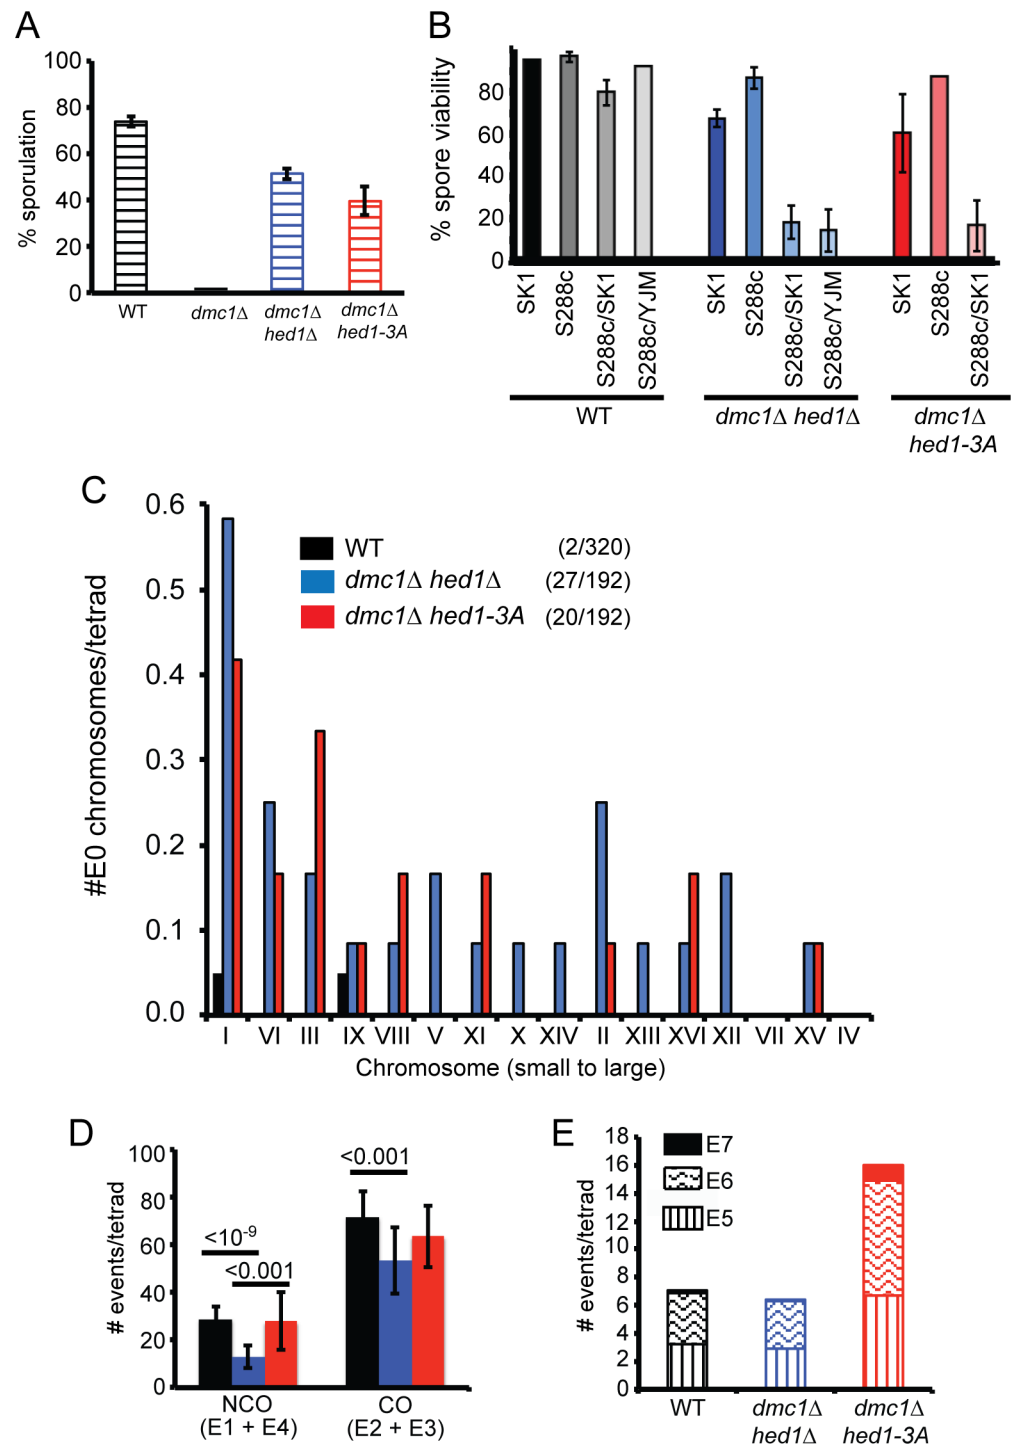 A
% sporulation
100
80
60
40
20
0
WT
dmc1Δ
dmc1Δ
hed1Δ
dmc1Δ
hed1-3A
B
% spore viability
80
60
40
20
0
SK1
S288c
S288c/SK1
S288c/YJM
SK1
S288c
S288c/SK1
S288c/YJM
SK1
S288c
S288c/SK1
WT
dmc1Δ hed1Δ
dmc1Δ
hed1-3A
C
#E0 chromosomes/tetrad
0.6
0.5
0.4
0.3
0.2
0.1
0.0
WT (2/320)
dmc1Δ hed1Δ (27/192)
dmc1Δ hed1-3A (20/192)
I VI III IX VIII V XI X XIV II XIII XVI XII VII XV IV
Chromosome (small to large)
D
# events/tetrad
100
80
60
40
20
0
<10-9
<0.001
<0.001
NCO
(E1 + E4)
CO
(E2 + E3)
E
# events/tetrad
18
16
14
12
10
8
6
4
2
0
E7
E6
E5
WT
dmc1Δ
hed1Δ
dmc1Δ
hed1-3A